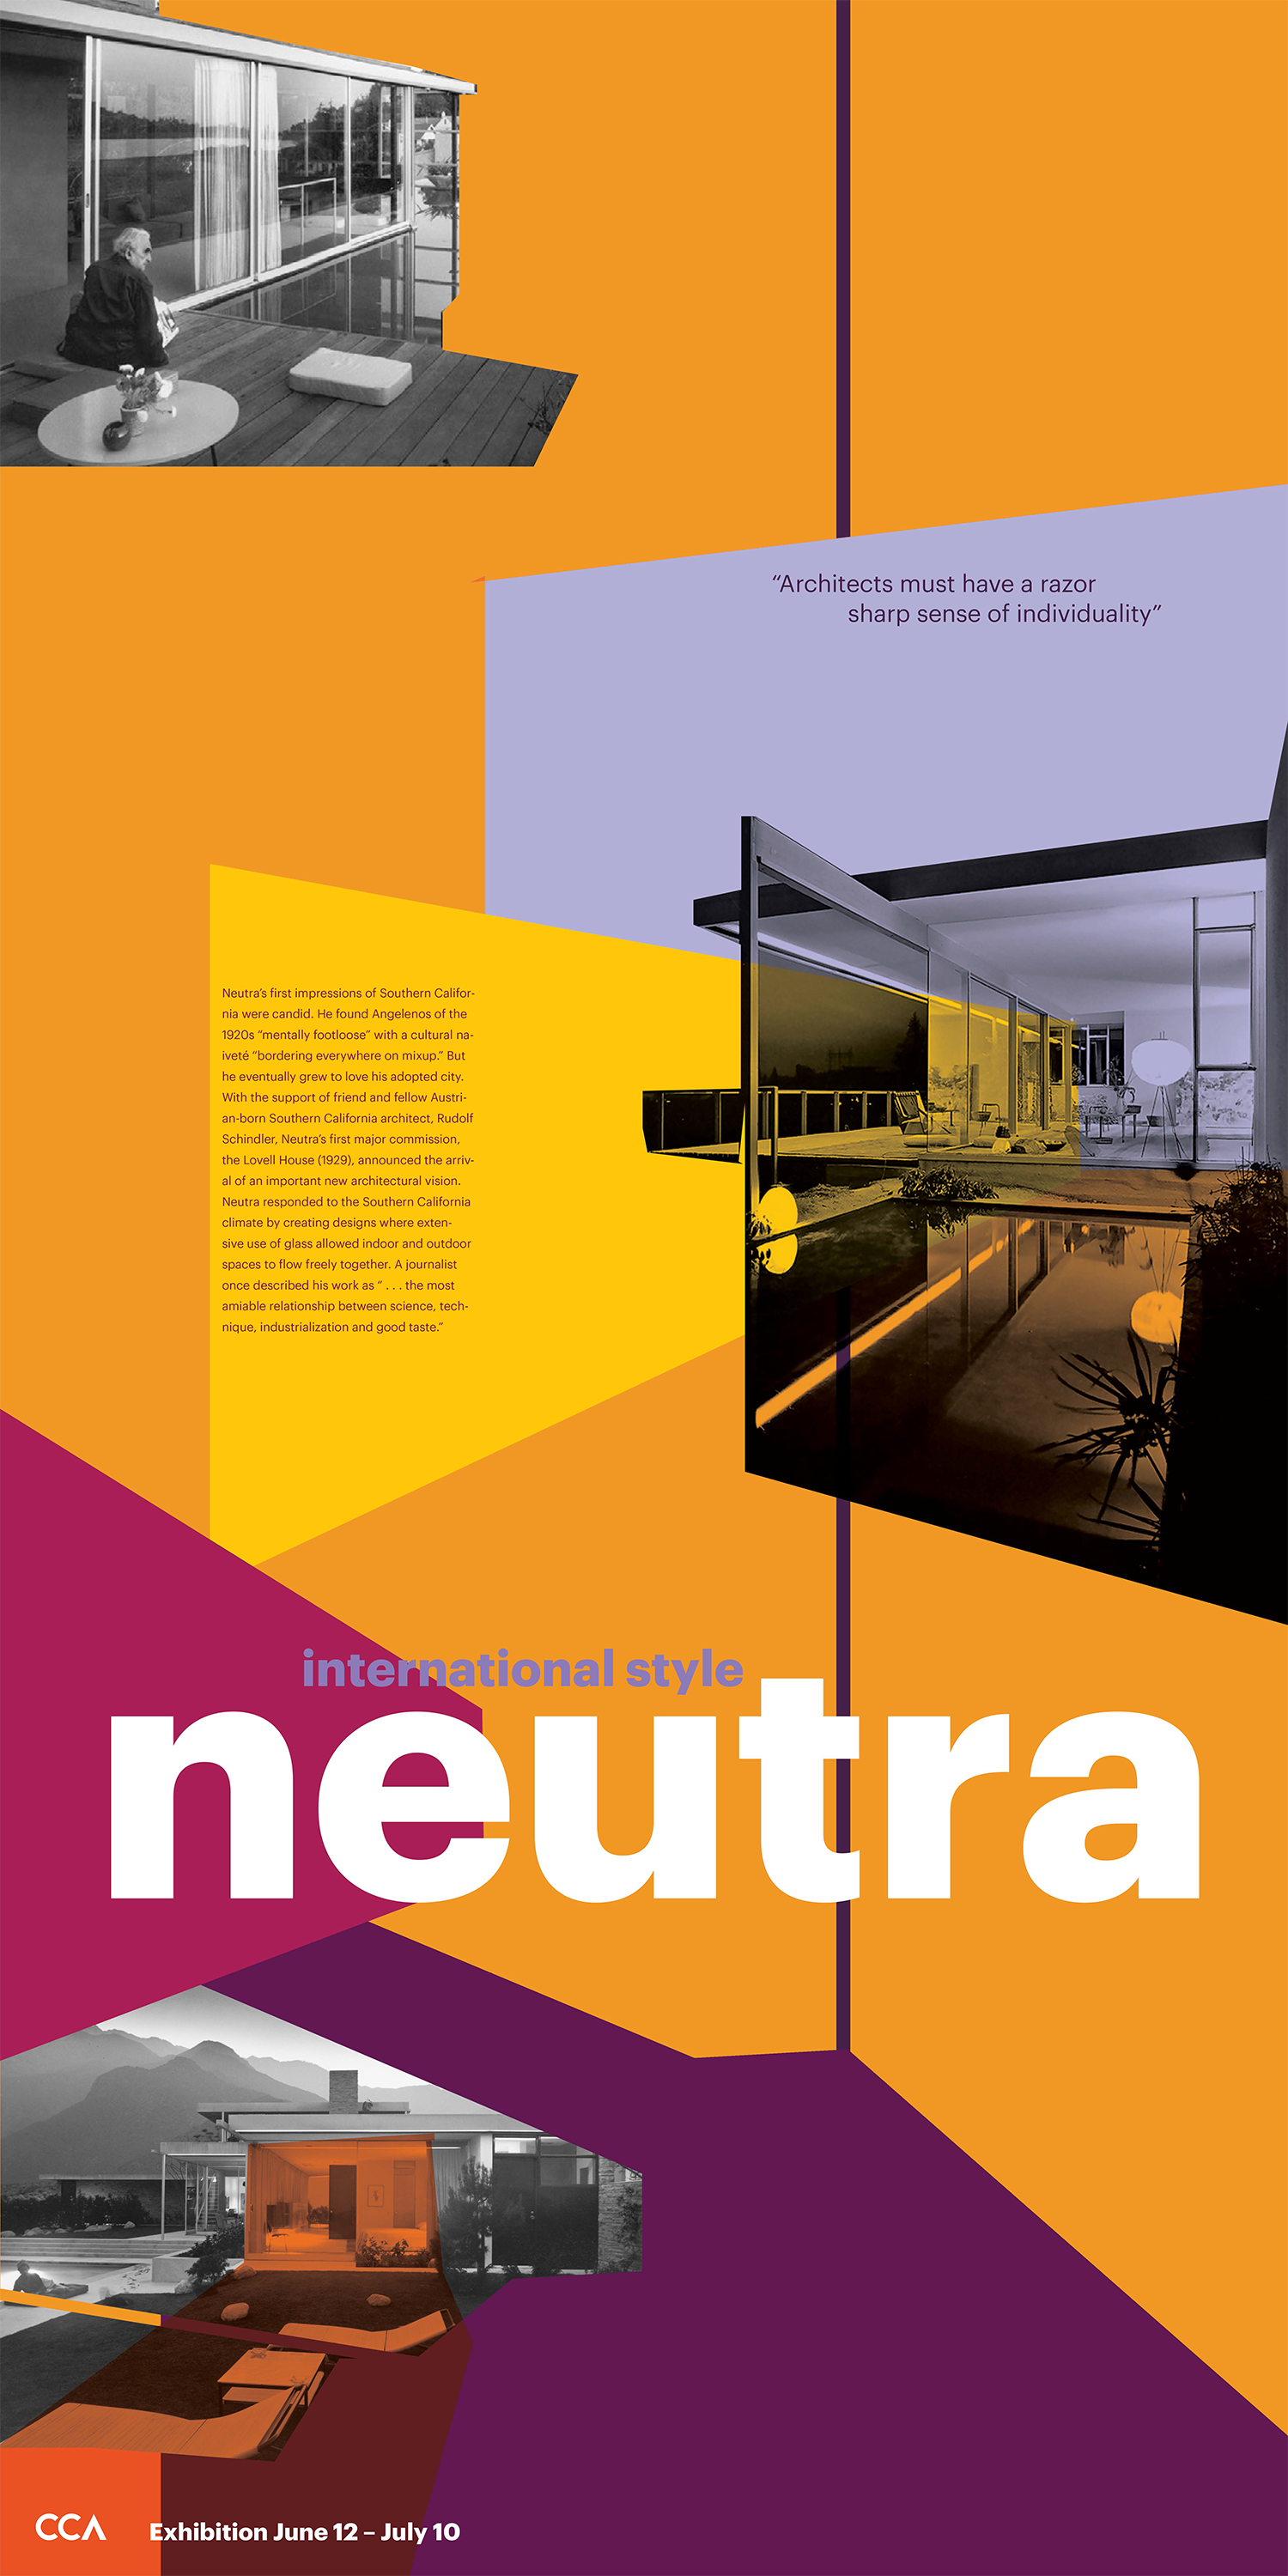 “Architects must have a razor
sharp sense of individuality”
Neutra’s first impressions of Southern Califor-
nia were candid. He found Angelenos of the
1920s “mentally footloose” with a cultural na-
iveté “bordering everywhere on mixup.” But
he eventually grew to love his adopted city.
With the support of friend and fellow Austri-
an-born Southern California architect, Rudolf
Schindler, Neutra’s first major commission,
the Lovell House (1929), announced the arriv-
al of an important new architectural vision.
Neutra responded to the Southern California
climate by creating designs where exten-
sive use of glass allowed indoor and outdoor
spaces to flow freely together. A journalist
once described his work as “ . . . the most
amiable relationship between science, tech-
nique, industrialization and good taste.”
international style
neutra
CCA
Exhibition June 12 – July 10